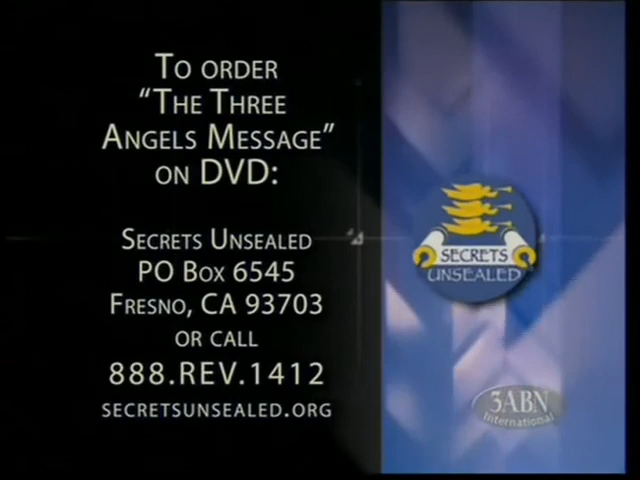 To order
“The Three
Angels Message”
on DVD:
Secrets Unsealed
PO Box 6545
Fresno, CA 93703
or call
888.REV.1412
secretsunsealed.org
SECRETS
UNSEALED
3ABN
International